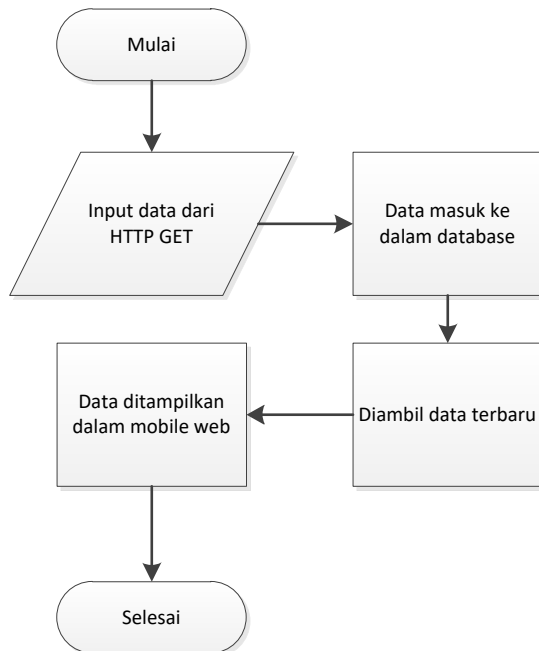 Mulai
Input data dari
HTTP GET
Data masuk ke
dalam database
Diambil data terbaru
Data ditampilkan
dalam mobile web
Selesai